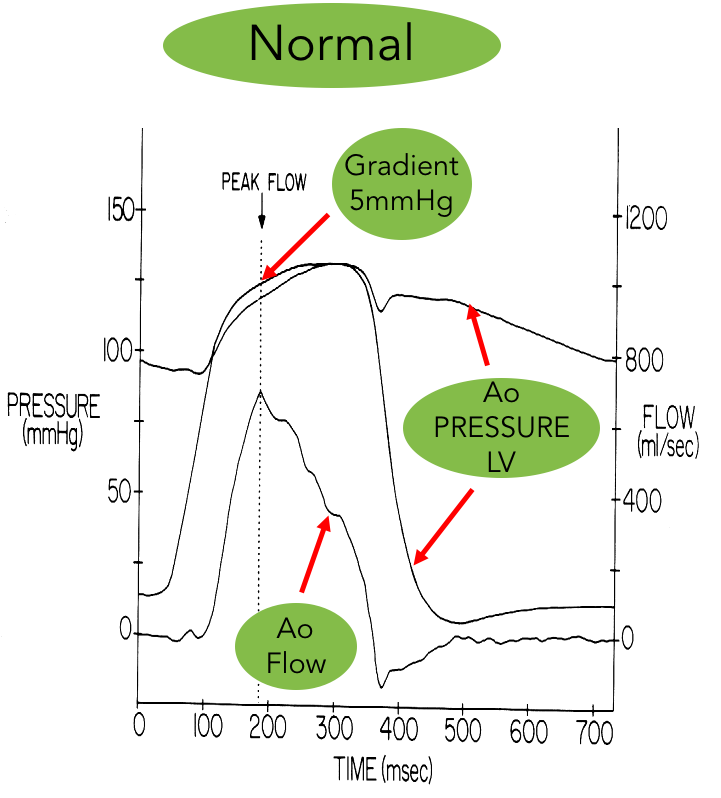 Normal
Gradient
5mmHg
PEAK FLOW
150
100
50
0
PRESSURE
(mmHg)
1200
800
400
0
FLOW
(ml/sec)
Ao
PRESSURE
LV
Ao
Flow
0
100
200
300
400
500
600
700
TIME (msec)